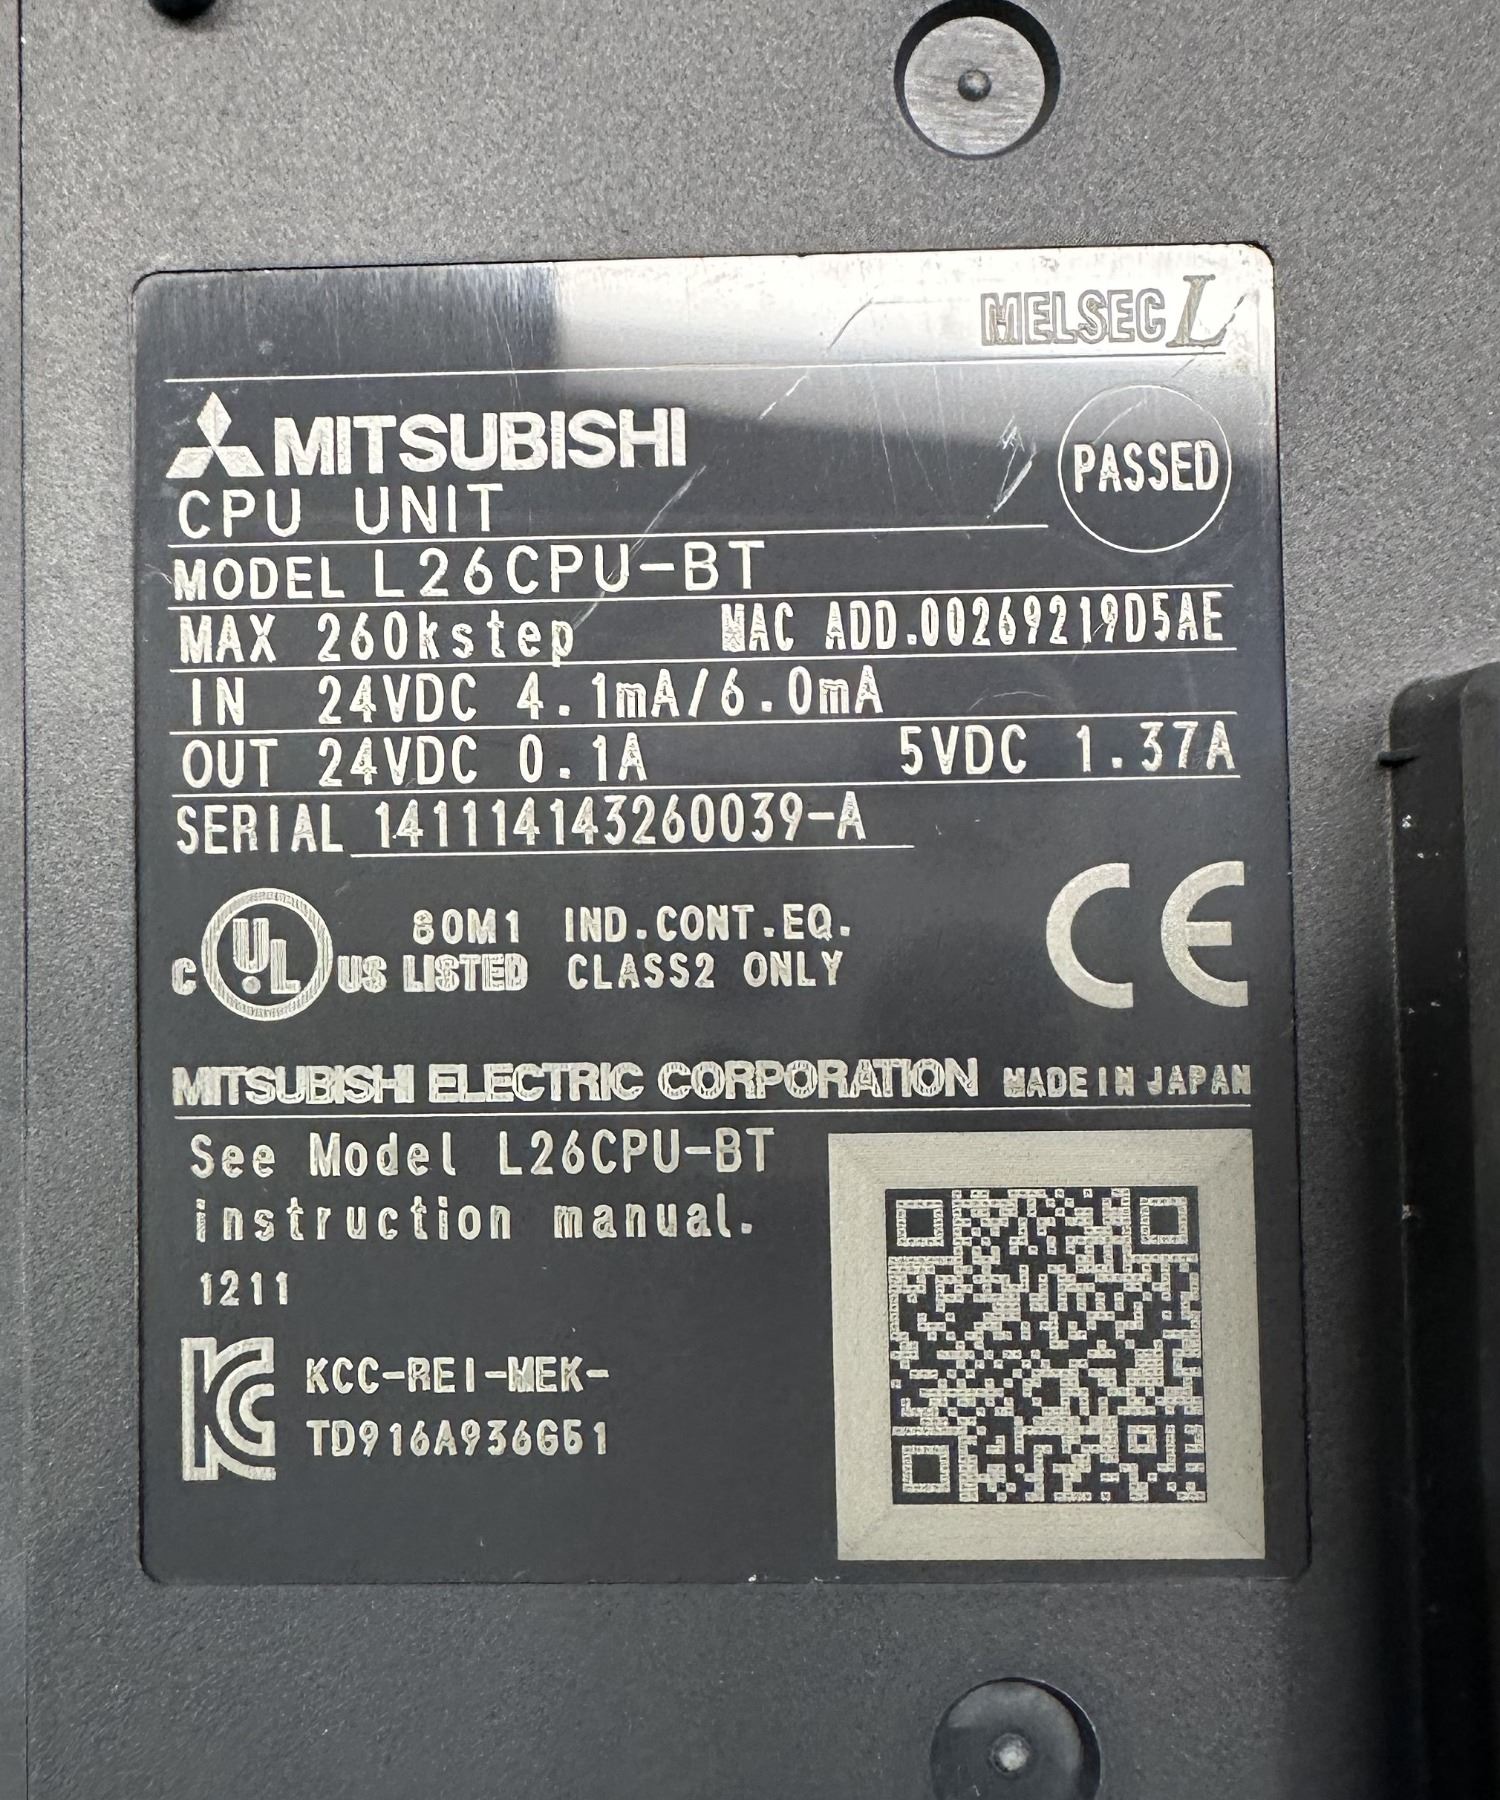 MELSEC L
MITSUBISHI
PASSED
CPU UNIT
MODEL L26CPU-BT
MAX 260kstep MAC ADD.00269219D5AE
IN 24VDC 4.1mA/6.0mA
OUT 24VDC 0.1A 5VDC 1.37A
SERIAL 141114143260039-A
C UL US LISTED 80M1 IND.CONT.EQ.
CLASS2 ONLY
CE
MITSUBISHI ELECTRIC CORPORATION MADE IN JAPAN
See Model L26CPU-BT
instruction manual.
1211
KCC-REI-MEK-
TD916A936G51